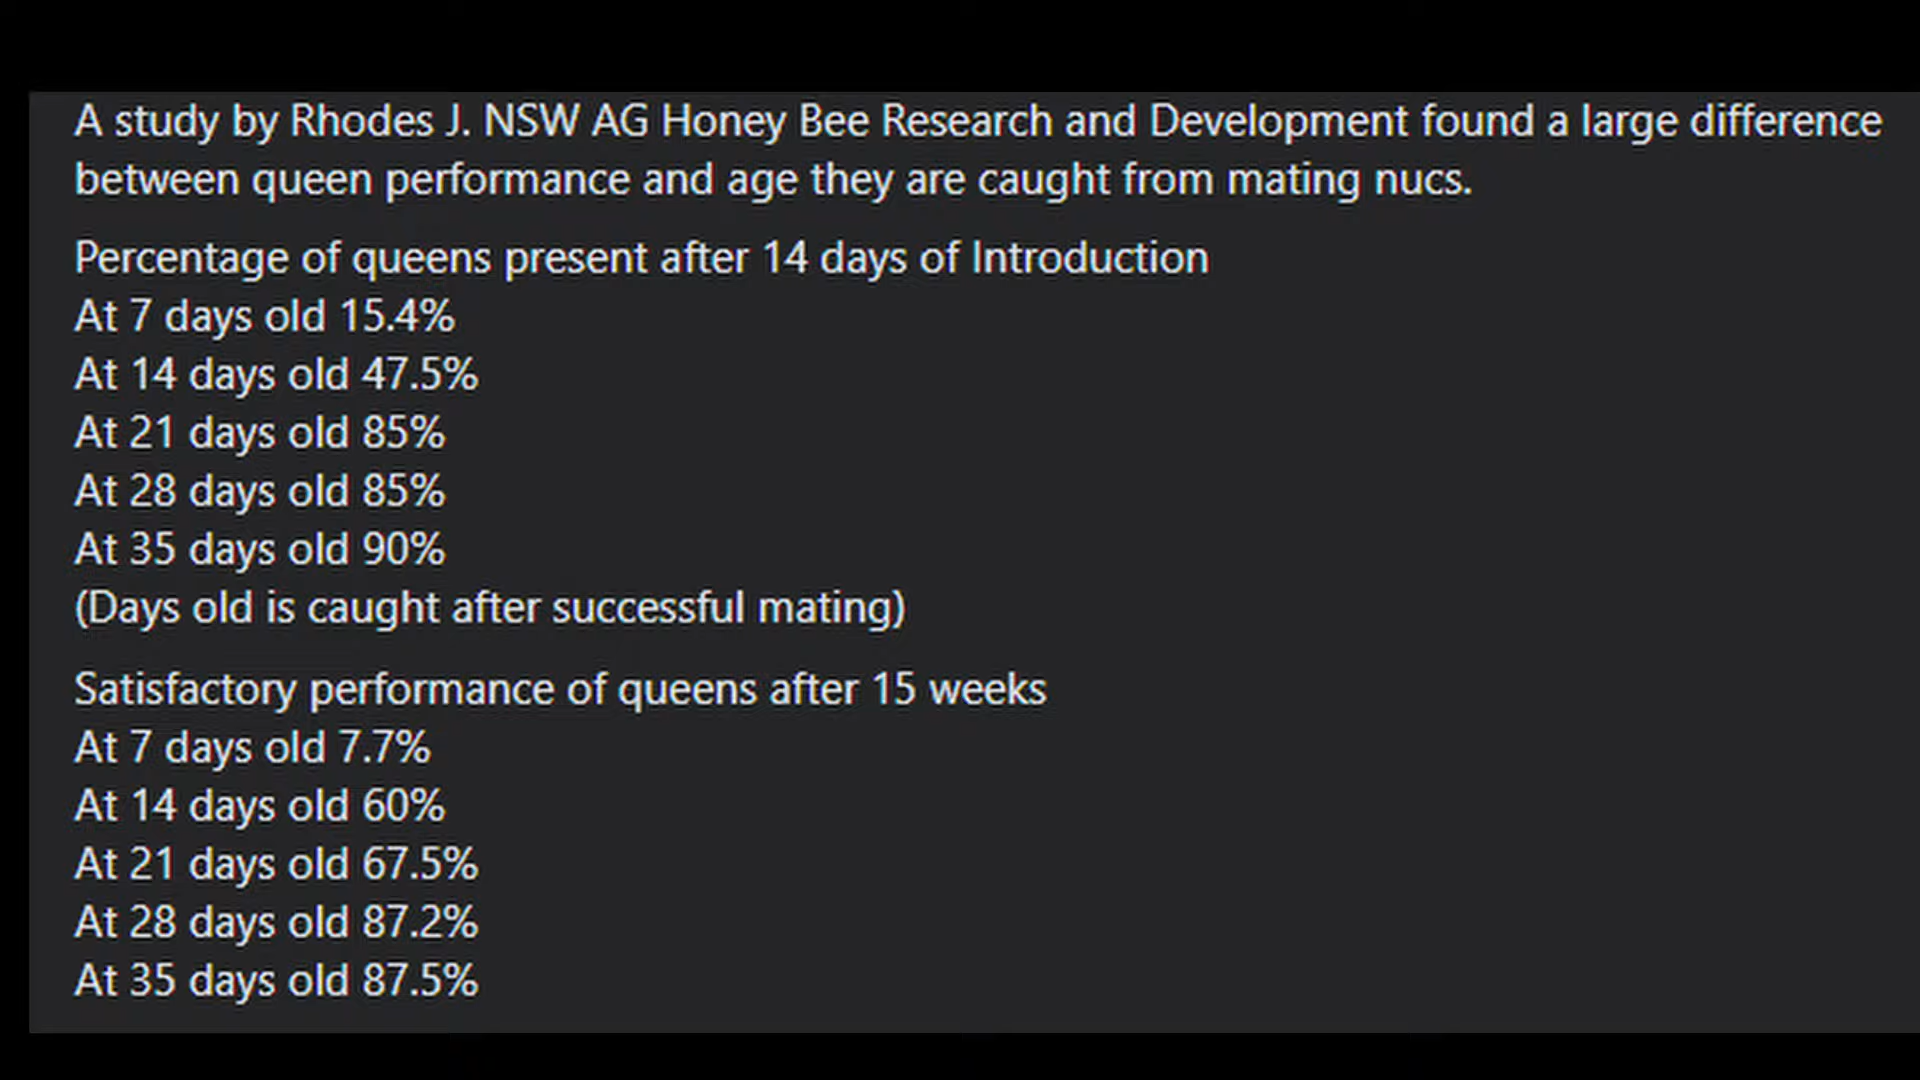 A study by Rhodes J. NSW AG Honey Bee Research and Development found a large difference
between queen performance and age they are caught from mating nucs.
Percentage of queens present after 14 days of Introduction
At 7 days old 15.4%
At 14 days old 47.5%
At 21 days old 85%
At 28 days old 85%
At 35 days old 90%
(Days old is caught after successful mating)
Satisfactory performance of queens after 15 weeks
At 7 days old 7.7%
At 14 days old 60%
At 21 days old 67.5%
At 28 days old 87.2%
At 35 days old 87.5%